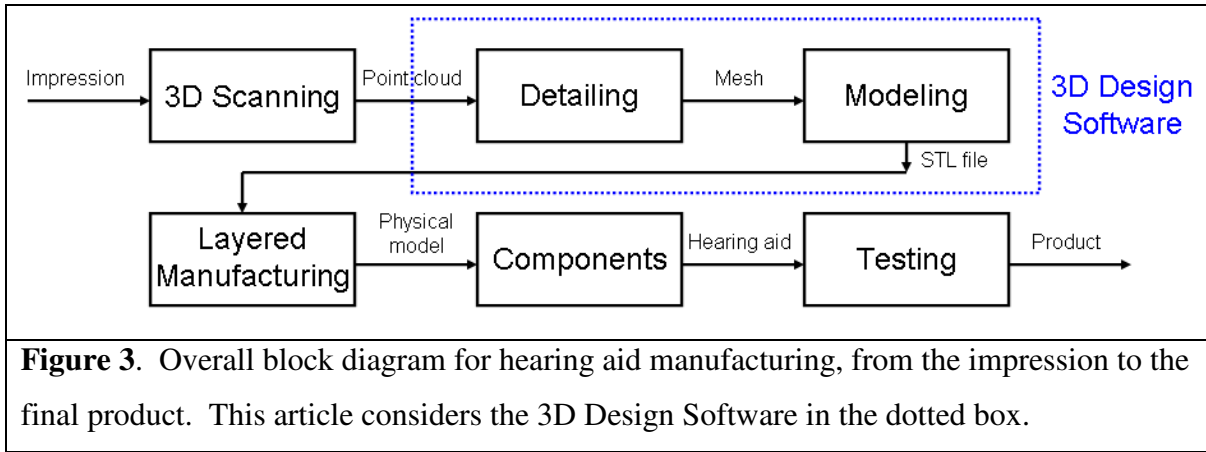 Impression
3D Scanning
Point cloud
Detailing
Mesh
Modeling
3D Design
Software
STL file
Layered
Manufacturing
Physical
model
Components
Hearing aid
Testing
Product
Figure 3. Overall block diagram for hearing aid manufacturing, from the impression to the
final product. This article considers the 3D Design Software in the dotted box.